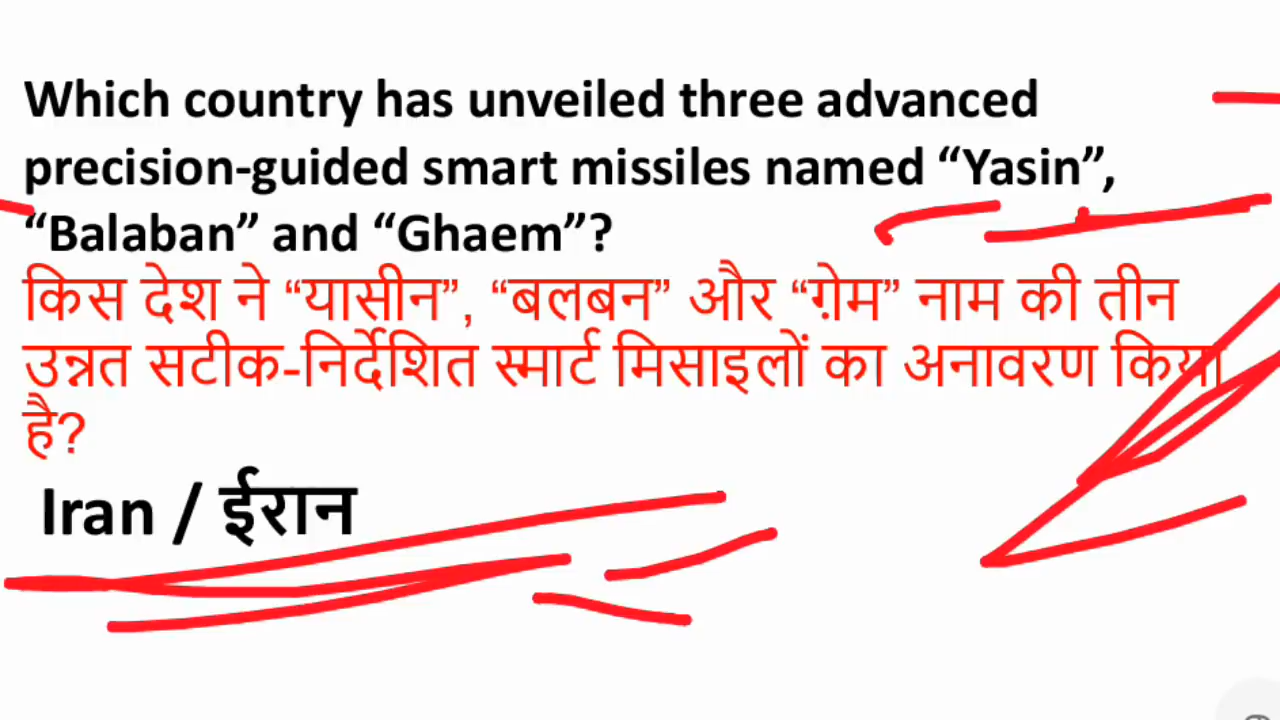 Which country has unveiled three advanced
precision-guided smart missiles named “Yasin”,
“Balaban” and “Ghaem”?
किस देश ने “यासीन”, “बलबन” और “ग़ेम” नाम की तीन
उन्नत सटीक-निर्देशित स्मार्ट मिसाइलों का अनावरण किया
है?
Iran / ईरान